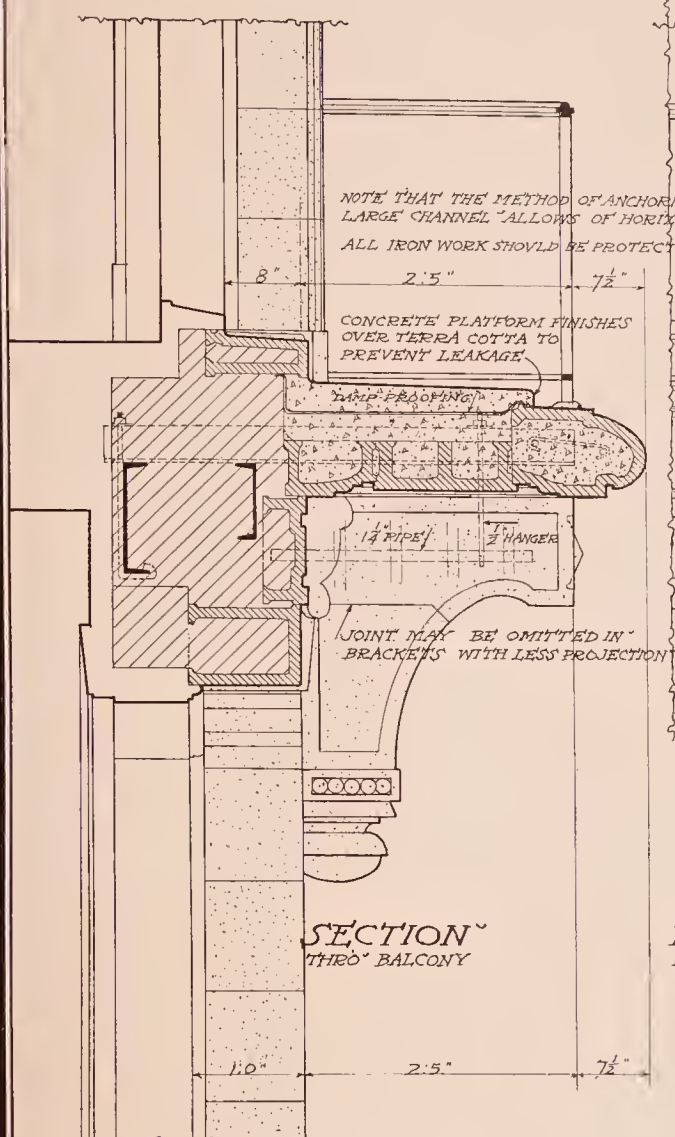 NOTE THAT THE METHOD OF ANCHOR
LARGE CHANNEL ALLOWS OF HORIZ
ALL IRON WORK SHOULD BE PROTECT
8" 2'5" 7½"
CONCRETE PLATFORM FINISHES
OVER TERRA COTTA TO
PREVENT LEAKAGE
DAMP PROOFING
1¼" PIPE
½" HANGER
JOINT MAY BE OMITTED IN
BRACKETS WITH LESS PROJECTION
SECTION
THRO' BALCONY
1'0" 2'5" 7½"